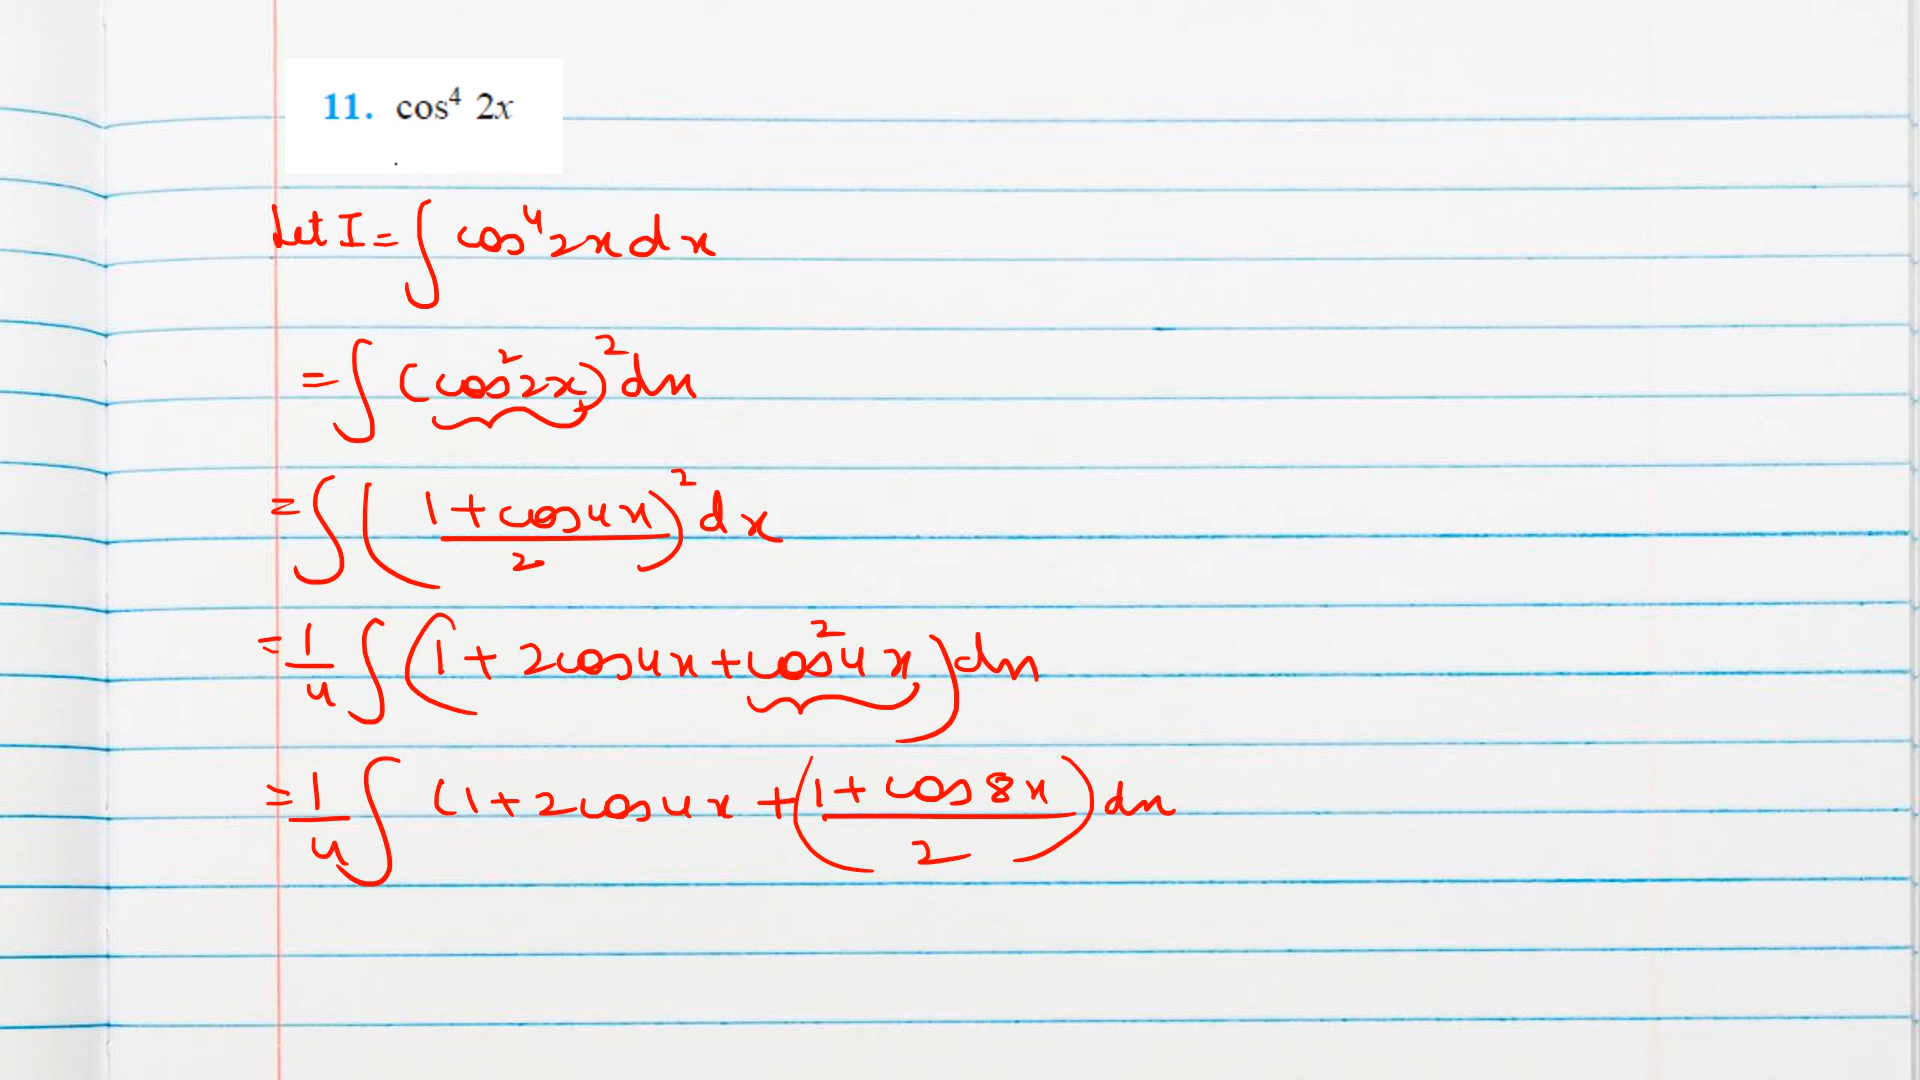 11. cos⁴ 2x
Let I = ∫ cos⁴2x dx
= ∫ (cos²2x)² dx
= ∫ ((1 + cos4x)/2)² dx
= 1/4 ∫ (1 + 2cos4x + cos²4x) dx
= 1/4 ∫ (1 + 2cos4x + ((1 + cos8x)/2) dx